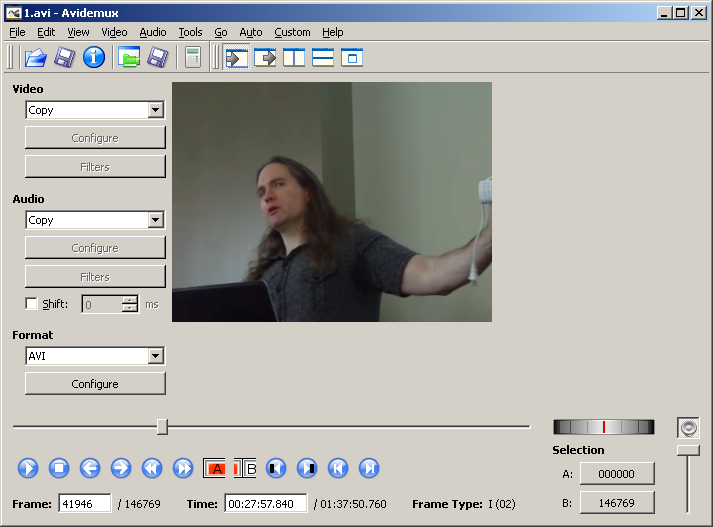 1.avi - Avidemux
File Edit View Video Audio Tools Go Auto Custom Help
Video
Copy
Configure
Filters
Audio
Copy
Configure
Filters
Shift: 0 ms
Format
AVI
Configure
A B
Selection
A: 000000
B: 146769
Frame: 41946 / 146769 Time: 00:27:57.840 / 01:37:50.760 Frame Type: I (02)